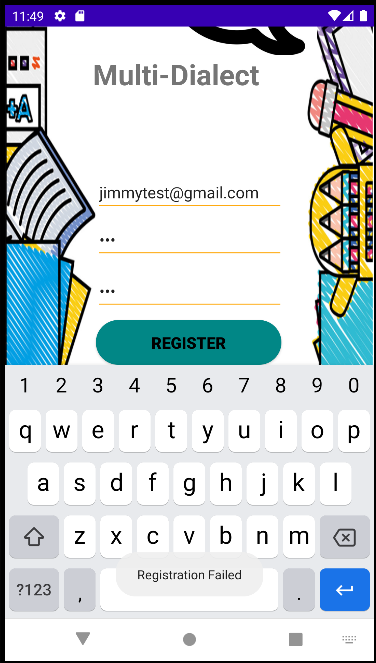 11:49
Multi-Dialect
A+
jimmytest@gmail.com
•••
•••
REGISTER
1 2 3 4 5 6 7 8 9 0
q w e r t y u i o p
a s d f g h j k l
z x c v b n m
Registration Failed
?123 , .